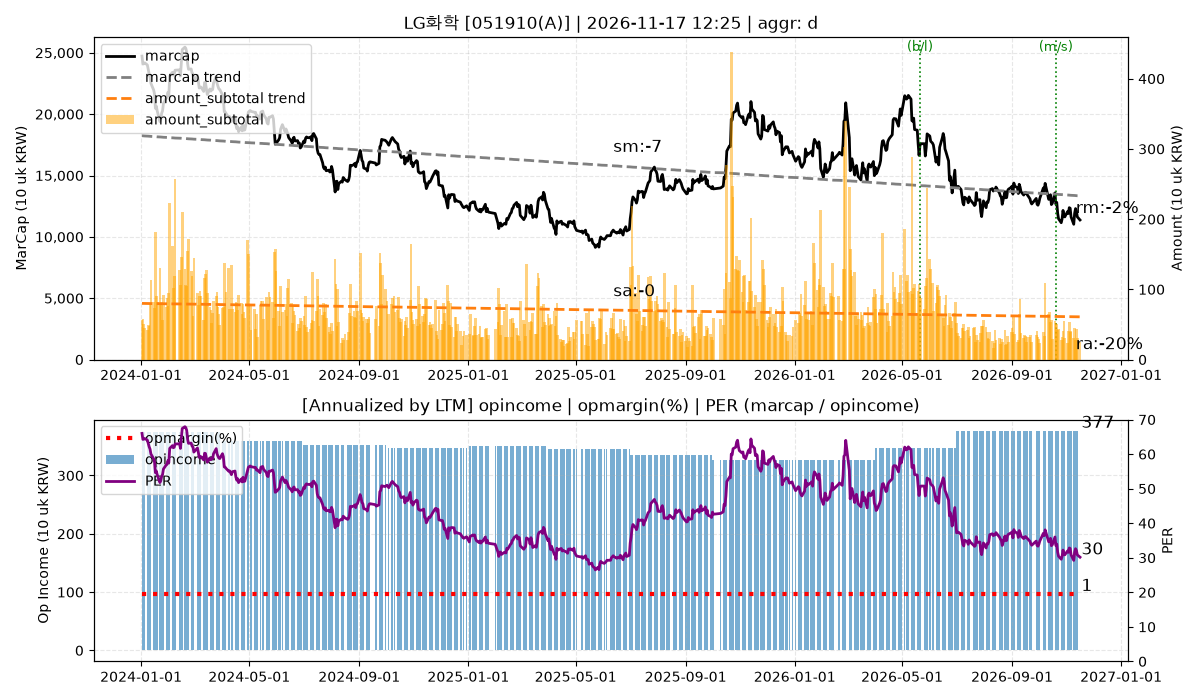 LG화학 [051910(A)] | 2026-11-17 12:25 | aggr: d
MarCap (10 uk KRW)
25,000
20,000
15,000
10,000
5,000
0
marcap
marcap trend
amount_subtotal trend
amount_subtotal
(b/l)
(m/s)
sm:-7
sa:-0
rm:-2%
ra:-20%
400
300
200
100
0
Amount (10 uk KRW)
2024-01-01
2024-05-01
2024-09-01
2025-01-01
2025-05-01
2025-09-01
2026-01-01
2026-05-01
2026-09-01
2027-01-01
[Annualized by LTM] opincome | opmargin(%) | PER (marcap / opincome)
Op Income (10 uk KRW)
300
200
100
0
opmargin(%)
opincome
PER
377
30
1
70
60
50
40
30
20
10
0
PER
2024-01-01
2024-05-01
2024-09-01
2025-01-01
2025-05-01
2025-09-01
2026-01-01
2026-05-01
2026-09-01
2027-01-01